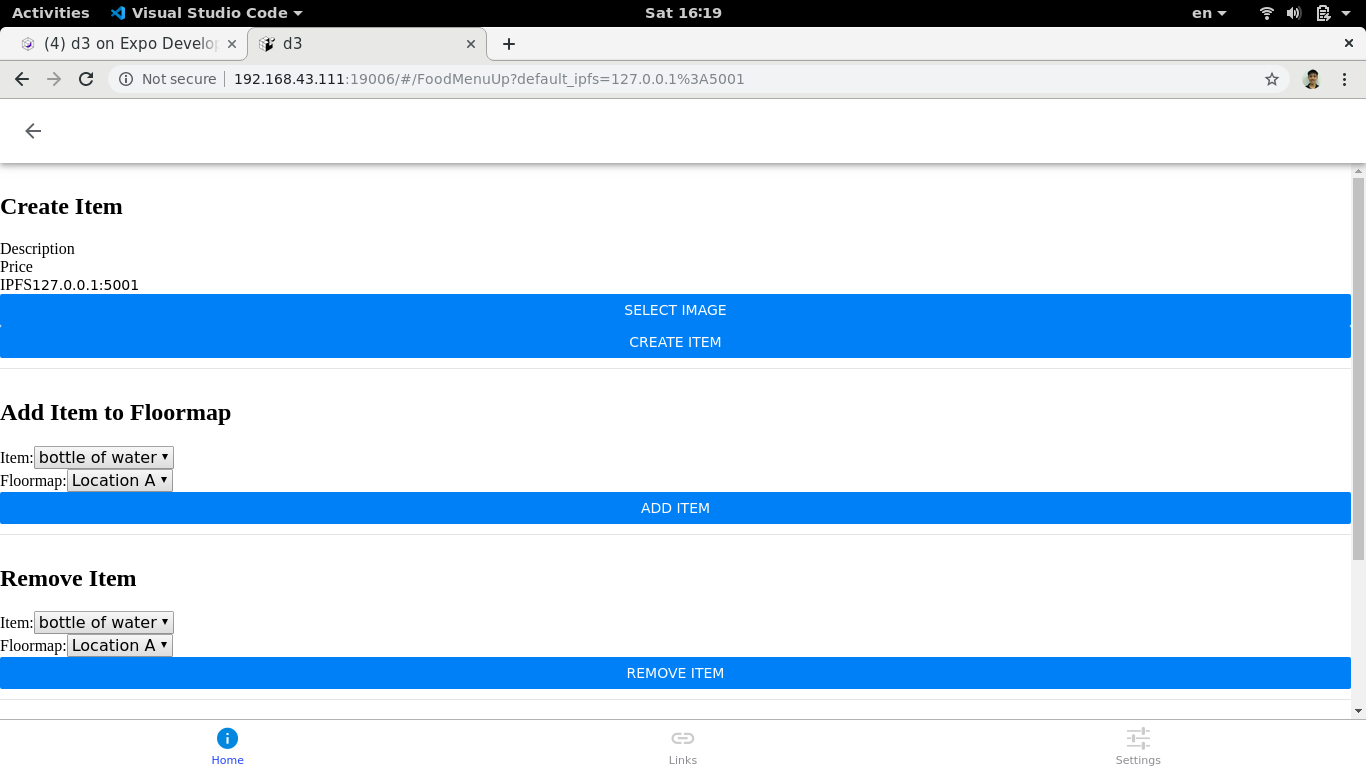 Activities Visual Studio Code Sat 16:19 en
(4) d3 on Expo Develo d3
Not secure 192.168.43.111:19006/#/FoodMenuUp?default_ipfs=127.0.0.1%3A5001
Create Item
Description
Price
IPFS127.0.0.1:5001
SELECT IMAGE
CREATE ITEM
Add Item to Floormap
Item:bottle of water
Floormap:Location A
ADD ITEM
Remove Item
Item:bottle of water
Floormap:Location A
REMOVE ITEM
Home Links Settings